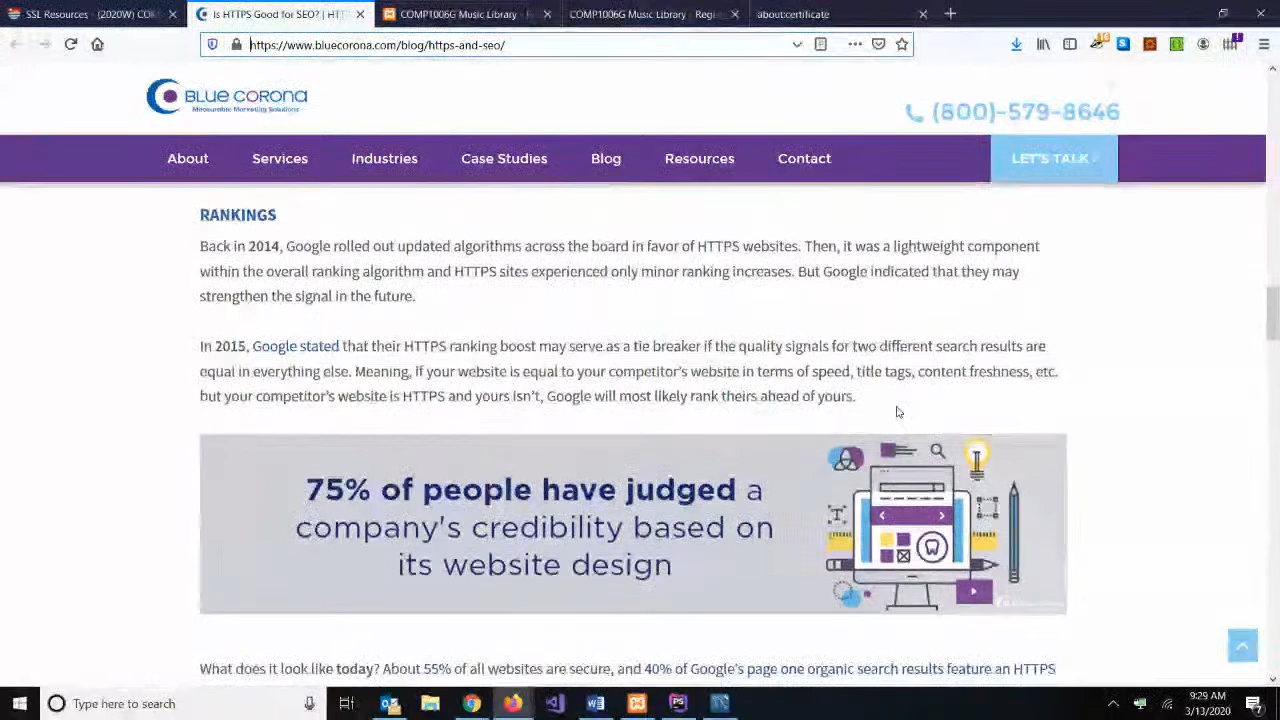 SSL Resources - (2020W) CO
Is HTTPS Good for SEO? | HTT
COMP1006G Music Library - 
COMP1006G Music Library - Regi
about:certificate
https://www.bluecorona.com/blog/https-and-seo/
BLUE CORONA
Measurable Marketing Solutions
(800)-579-8646
About
Services
Industries
Case Studies
Blog
Resources
Contact
LET'S TALK
RANKINGS
Back in 2014, Google rolled out updated algorithms across the board in favor of HTTPS websites. Then, it was a lightweight component
within the overall ranking algorithm and HTTPS sites experienced only minor ranking increases. But Google indicated that they may
strengthen the signal in the future.
In 2015, Google stated that their HTTPS ranking boost may serve as a tie breaker if the quality signals for two different search results are
equal in everything else. Meaning, if your website is equal to your competitor's website in terms of speed, title tags, content freshness, etc.
but your competitor's website is HTTPS and yours isn't, Google will most likely rank theirs ahead of yours.
75% of people have judged a
company's credibility based on
its website design
What does it look like today? About 55% of all websites are secure, and 40% of Google's page one organic search results feature an HTTPS
Type here to search
9:29 AM
3/13/2020